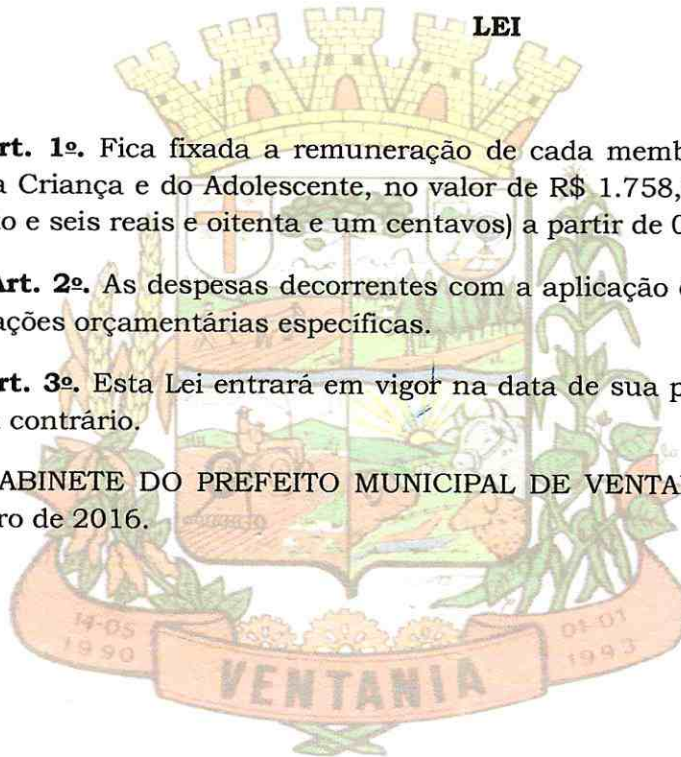 LEI
rt. 1º. Fica fixada a remuneração de cada memb
a Criança e do Adolescente, no valor de R$ 1.758,
to e seis reais e oitenta e um centavos) a partir de 0
Art. 2º. As despesas decorrentes com a aplicação
ações orçamentárias específicas.
rt. 3º. Esta Lei entrará em vigor na data de sua p
contrário.
ABINETE DO PREFEITO MUNICIPAL DE VENTA
ro de 2016.
14-05
1990
VENTANIA
01-01
1993